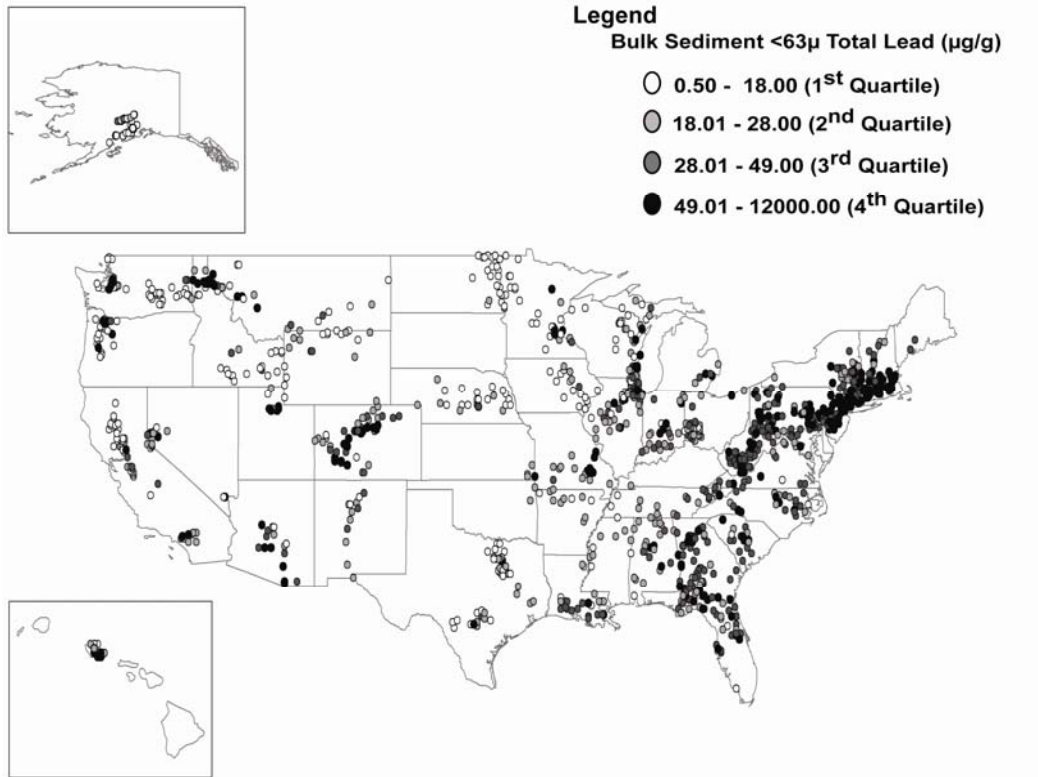 Legend
Bulk Sediment <63µ Total Lead (µg/g)
0.50 - 18.00 (1st Quartile)
18.01 - 28.00 (2nd Quartile)
28.01 - 49.00 (3rd Quartile)
49.01 - 12000.00 (4th Quartile)